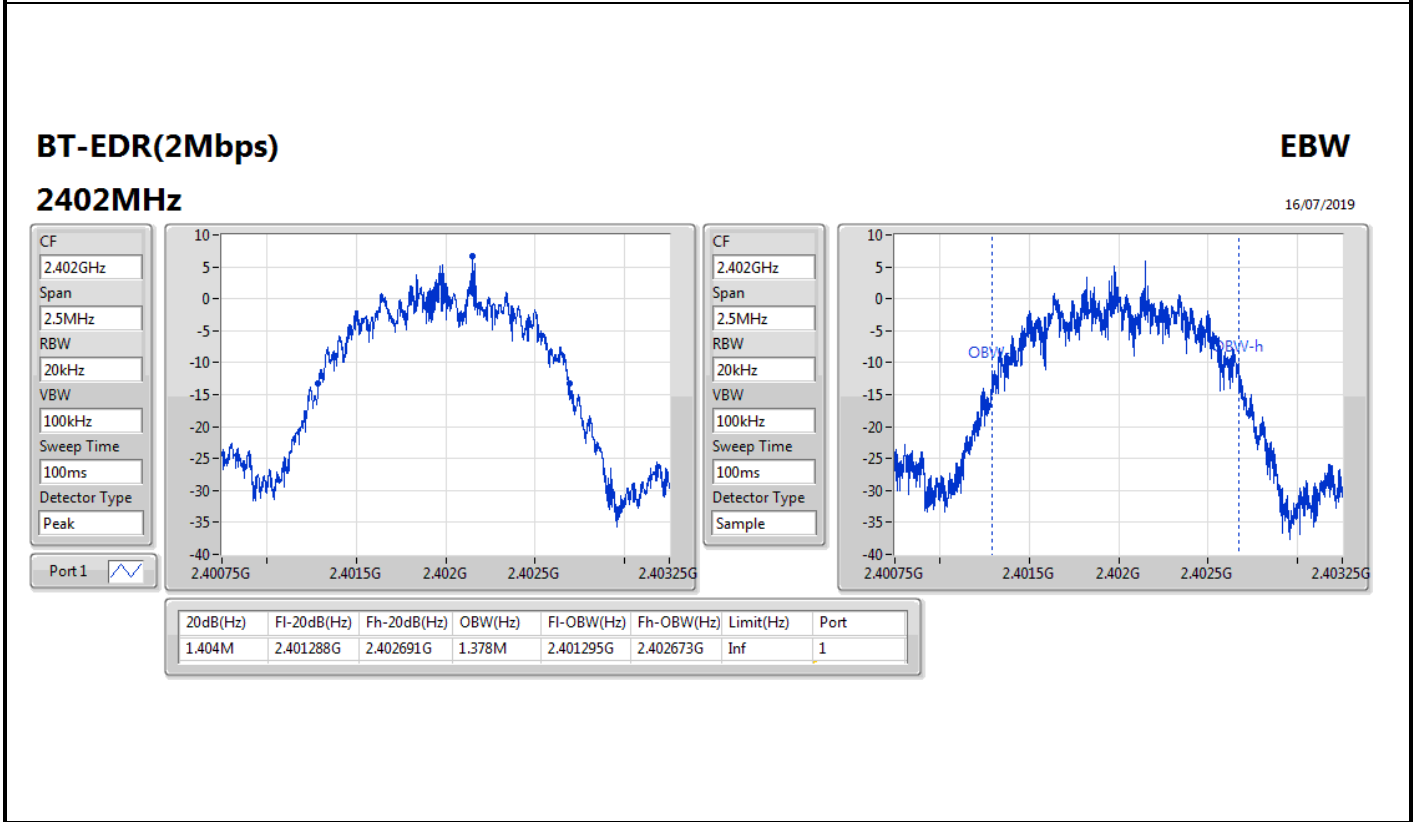 BT-EDR(2Mbps)
EBW
2402MHz
16/07/2019
CF
2.402GHz
Span
2.5MHz
RBW
20kHz
VBW
100kHz
Sweep Time
100ms
Detector Type
Peak
Port 1
10
5
0
-5
-10
-15
-20
-25
-30
-35
-40
2.40075G 2.4015G 2.402G 2.4025G 2.40325G
CF
2.402GHz
Span
2.5MHz
RBW
20kHz
VBW
100kHz
Sweep Time
100ms
Detector Type
Sample
10
5
0
-5
-10
-15
-20
-25
-30
-35
-40
OBW-h
2.40075G 2.4015G 2.402G 2.4025G 2.40325G
20dB(Hz) Fl-20dB(Hz) Fh-20dB(Hz) OBW(Hz) Fl-OBW(Hz) Fh-OBW(Hz) Limit(Hz) Port
1.404M 2.401288G 2.402691G 1.378M 2.401295G 2.402673G Inf 1